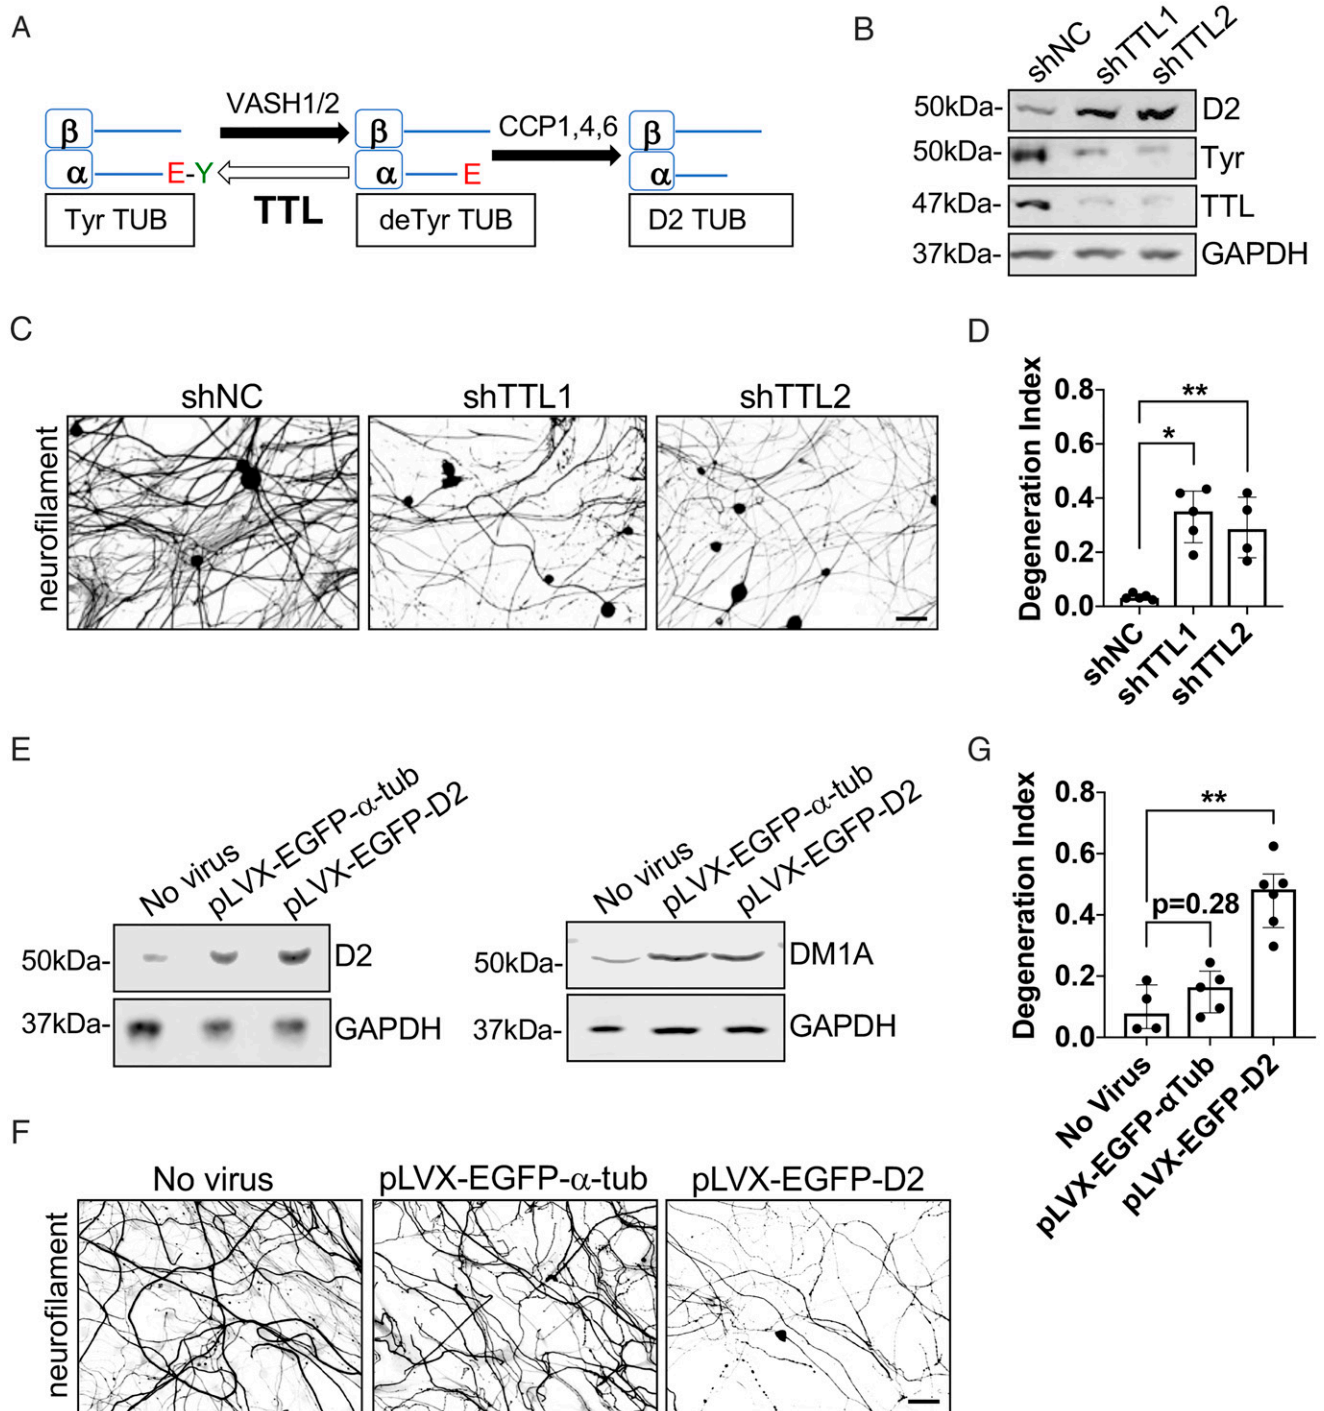 A
VASH1/2
CCP1,4,6
β
β
β
α
E-Y
α
E
α
TTL
Tyr TUB
deTyr TUB
D2 TUB
B
shNC
shTTL1
shTTL2
50kDa-
D2
50kDa-
Tyr
47kDa-
TTL
37kDa-
GAPDH
C
shNC
shTTL1
shTTL2
neurofilament
D
Degeneration Index
0.8
0.6
0.4
0.2
0.0
**
*
shNC
shTTL1
shTTL2
E
No virus
pLVX-EGFP-α-tub
pLVX-EGFP-D2
50kDa-
D2
37kDa-
GAPDH
No virus
pLVX-EGFP-α-tub
pLVX-EGFP-D2
50kDa-
DM1A
37kDa-
GAPDH
G
Degeneration Index
0.8
0.6
0.4
0.2
0.0
**
p=0.28
No Virus
pLVX-EGFP-αTub
pLVX-EGFP-D2
F
No virus
pLVX-EGFP-α-tub
pLVX-EGFP-D2
neurofilament